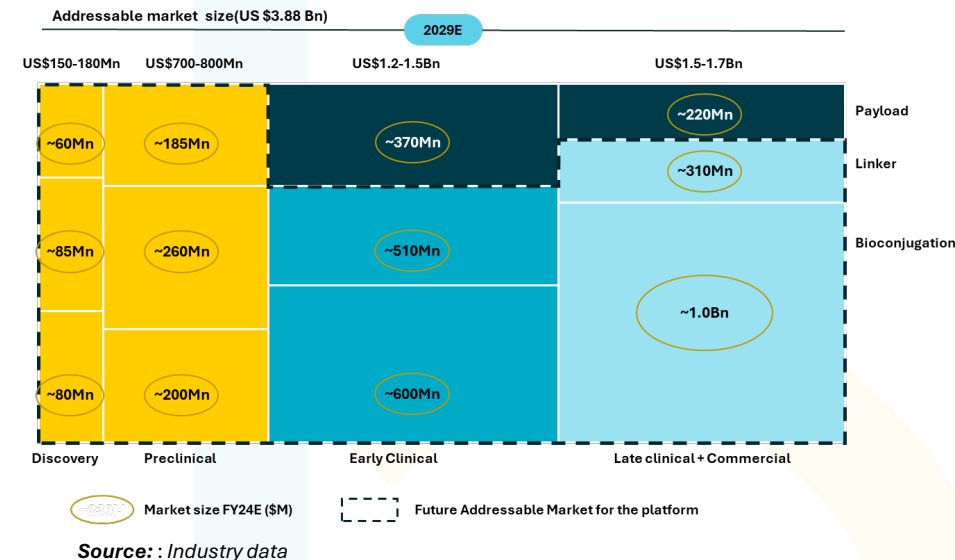 Addressable market size(US $3.88 Bn)
2029E
US$150-180Mn US$700-800Mn US$1.2-1.5Bn US$1.5-1.7Bn
~60Mn ~185Mn ~370Mn ~220Mn Payload
~310Mn Linker
~85Mn ~260Mn ~510Mn Bioconjugation
~1.0Bn
~80Mn ~200Mn ~600Mn
Discovery Preclinical Early Clinical Late clinical + Commercial
Market size FY24E ($M) Future Addressable Market for the platform
Source: : Industry data